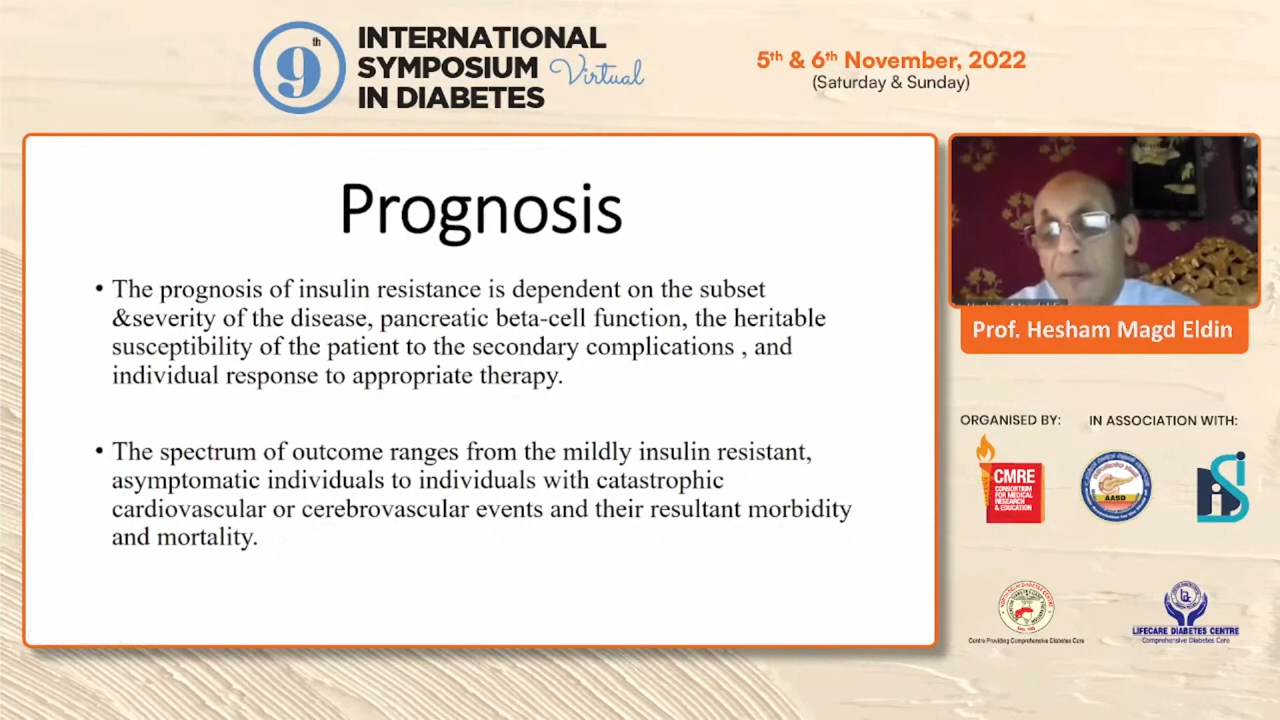 9th
INTERNATIONAL
SYMPOSIUM Virtual
IN DIABETES
5th & 6th November, 2022
(Saturday & Sunday)
Prognosis
• The prognosis of insulin resistance is dependent on the subset
&severity of the disease, pancreatic beta-cell function, the heritable
susceptibility of the patient to the secondary complications , and
individual response to appropriate therapy.
• The spectrum of outcome ranges from the mildly insulin resistant,
asymptomatic individuals to individuals with catastrophic
cardiovascular or cerebrovascular events and their resultant morbidity
and mortality.
Prof. Hesham Magd Eldin
ORGANISED BY:
IN ASSOCIATION WITH:
CMRE
CONSORTIUM
FOR MEDICAL
RESEARCH
& EDUCATION
AASD
Centre Providing Comprehensive Diabetes Care
LIFECARE DIABETES CENTRE
Comprehensive Diabetes Care